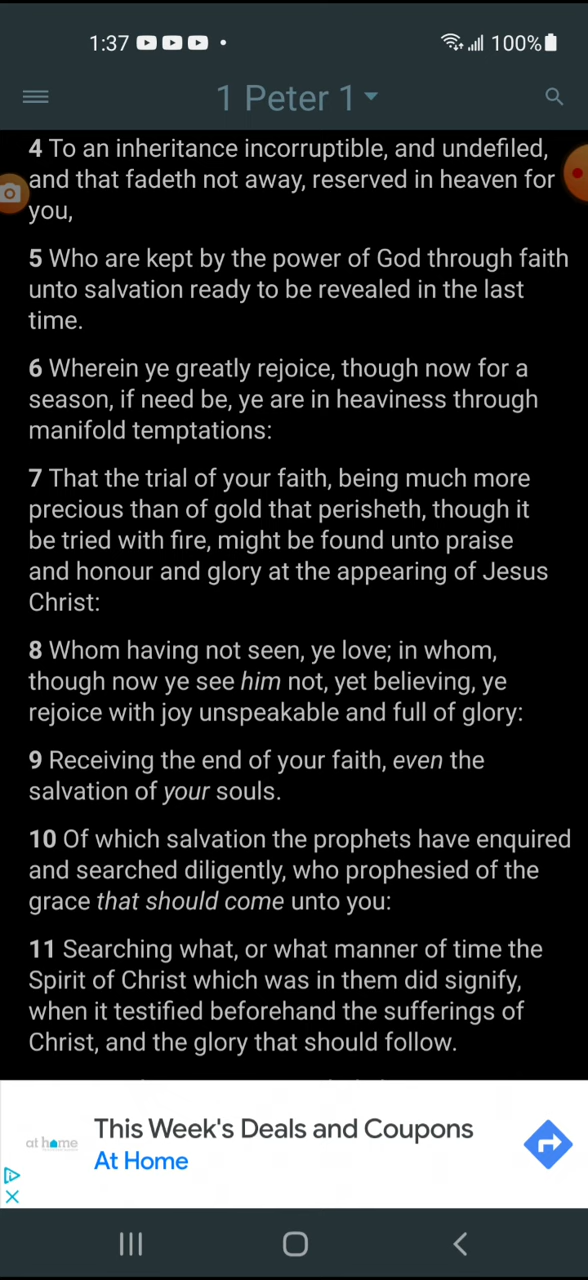 1:37
100%
1 Peter 1
4 To an inheritance incorruptible, and undefiled,
and that fadeth not away, reserved in heaven for
you,
5 Who are kept by the power of God through faith
unto salvation ready to be revealed in the last
time.
6 Wherein ye greatly rejoice, though now for a
season, if need be, ye are in heaviness through
manifold temptations:
7 That the trial of your faith, being much more
precious than of gold that perisheth, though it
be tried with fire, might be found unto praise
and honour and glory at the appearing of Jesus
Christ:
8 Whom having not seen, ye love; in whom,
though now ye see him not, yet believing, ye
rejoice with joy unspeakable and full of glory:
9 Receiving the end of your faith, even the
salvation of your souls.
10 Of which salvation the prophets have enquired
and searched diligently, who prophesied of the
grace that should come unto you:
11 Searching what, or what manner of time the
Spirit of Christ which was in them did signify,
when it testified beforehand the sufferings of
Christ, and the glory that should follow.
at home
This Week's Deals and Coupons
At Home